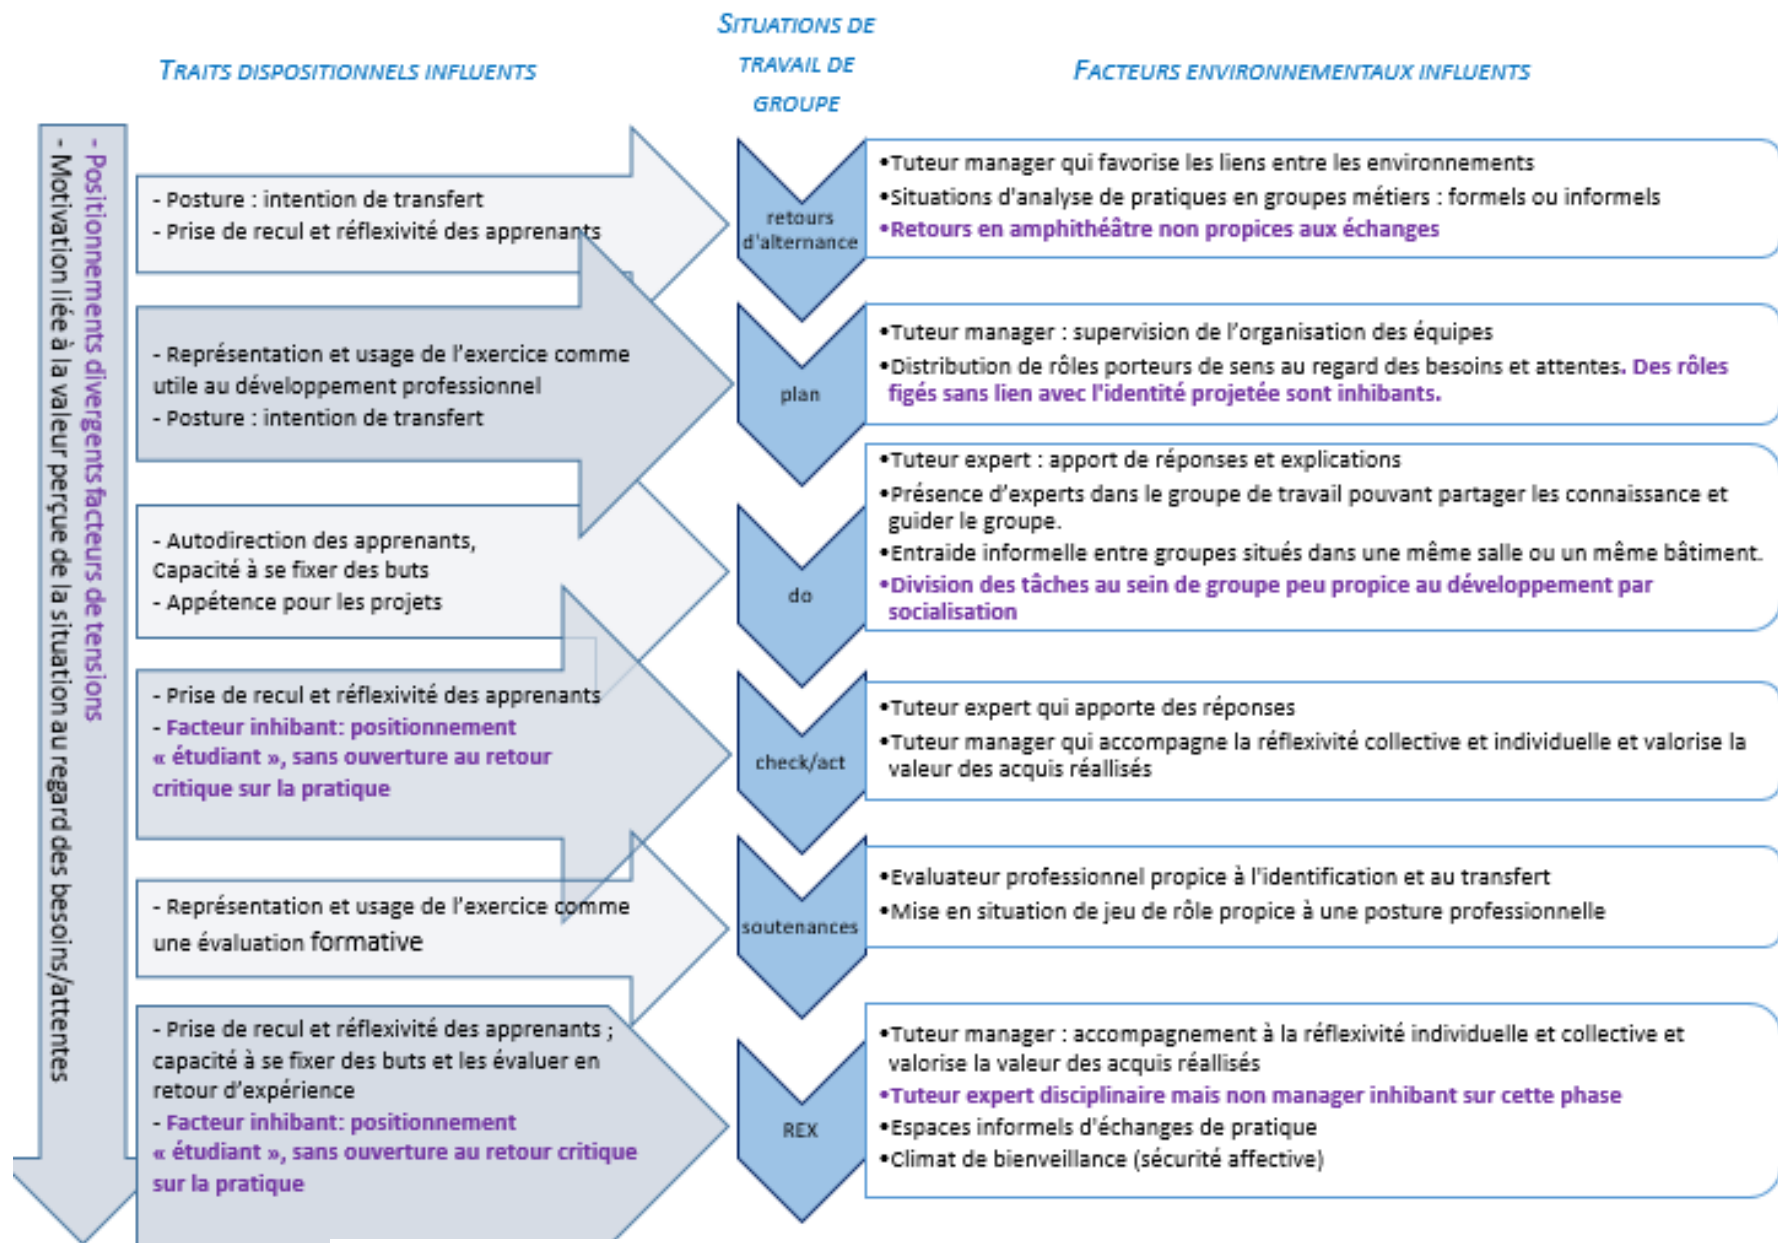 SITUATIONS DE
TRAVAIL DE
GROUPE
TRAITS DISPOSITIONNELS INFLUENTS
FACTEURS ENVIRONNEMENTAUX INFLUENTS
- Positionnements divergents facteurs de tensions
- Motivation liée à la valeur perçue de la situation au regard des besoins/attentes
- Posture : intention de transfert
- Prise de recul et réflexivité des apprenants
retours
d'alternance
•Tuteur manager qui favorise les liens entre les environnements
•Situations d'analyse de pratiques en groupes métiers : formels ou informels
•Retours en amphithéâtre non propices aux échanges
- Représentation et usage de l’exercice comme
utile au développement professionnel
- Posture : intention de transfert
plan
•Tuteur manager : supervision de l’organisation des équipes
•Distribution de rôles porteurs de sens au regard des besoins et attentes. Des rôles
figés sans lien avec l'identité projetée sont inhibants.
- Autodirection des apprenants,
Capacité à se fixer des buts
- Appétence pour les projets
do
•Tuteur expert : apport de réponses et explications
•Présence d’experts dans le groupe de travail pouvant partager les connaissance et
guider le groupe.
•Entraide informelle entre groupes situés dans une même salle ou un même bâtiment.
•Division des tâches au sein de groupe peu propice au développement par
socialisation
- Prise de recul et réflexivité des apprenants
- Facteur inhibant: positionnement
« étudiant », sans ouverture au retour
critique sur la pratique
check/act
•Tuteur expert qui apporte des réponses
•Tuteur manager qui accompagne la réflexivité collective et individuelle et valorise la
valeur des acquis réallisés
- Représentation et usage de l’exercice comme
une évaluation formative
soutenances
•Evaluateur professionnel propice à l'identification et au transfert
•Mise en situation de jeu de rôle propice à une posture professionnelle
- Prise de recul et réflexivité des apprenants ;
capacité à se fixer des buts et les évaluer en
retour d’expérience
- Facteur inhibant: positionnement
« étudiant », sans ouverture au retour critique
sur la pratique
REX
•Tuteur manager : accompagnement à la réflexivité individuelle et collective et
valorise la valeur des acquis réallisés
•Tuteur expert disciplinaire mais non manager inhibant sur cette phase
•Espaces informels d'échanges de pratique
•Climat de bienveillance (sécurité affective)